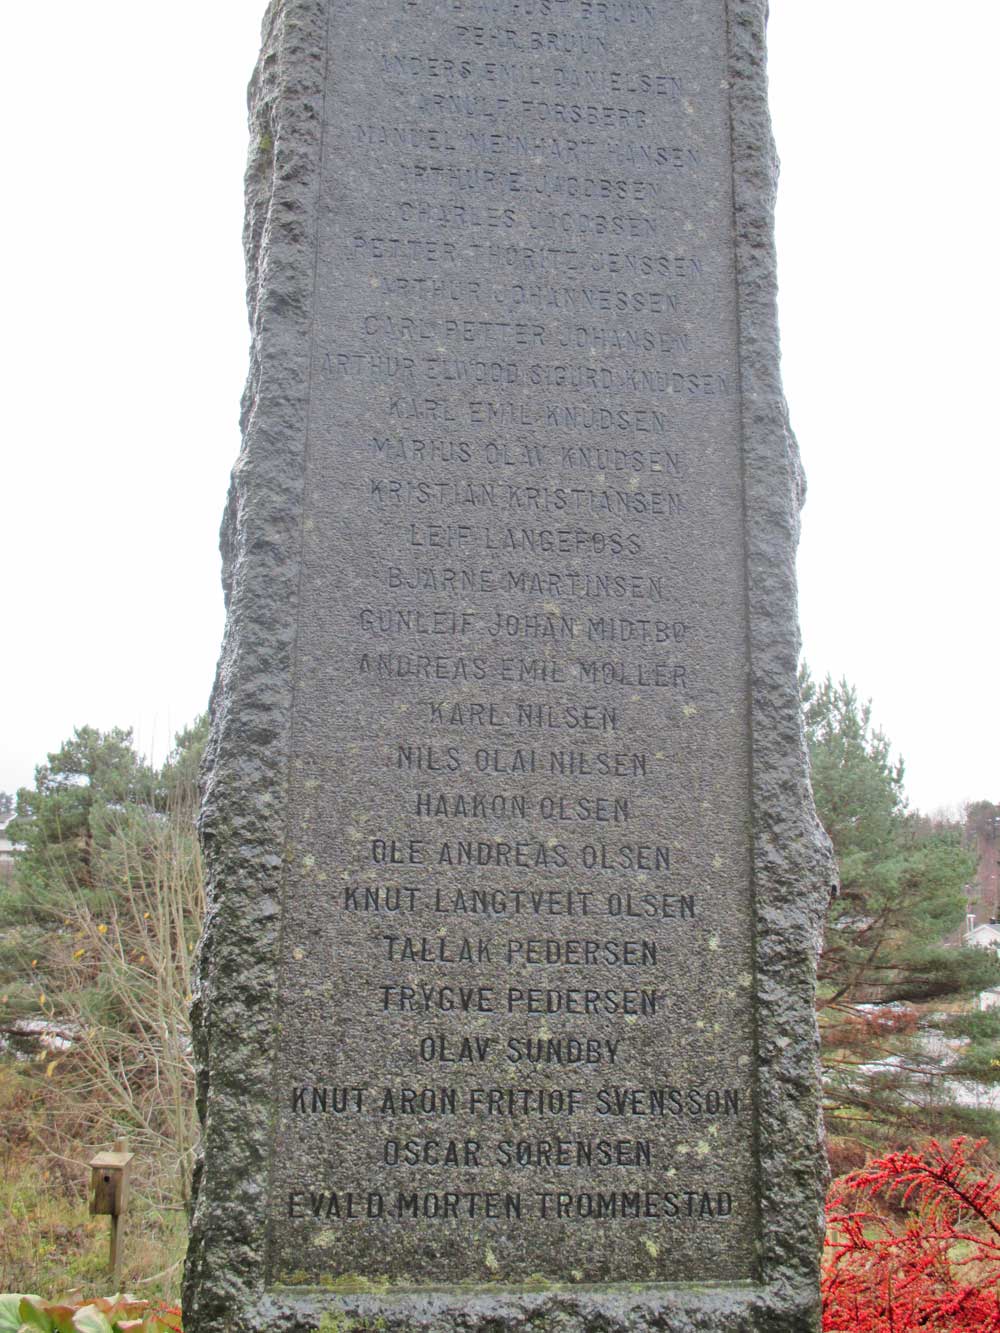 AUGUST BRUUN
PEHR BRUUN
ANDERS EMIL DANIELSEN
ARNULF FORSBERG
MANUEL MEINHART HANSEN
ARTHUR E. JACOBSEN
CHARLES JACOBSEN
PETTER THORITZ JENSSEN
ARTHUR JOHANNESSEN
CARL PETTER JOHANSEN
ARTHUR ELWOOD SIGURD KNUDSEN
KARL EMIL KNUDSEN
MARIUS OLAV KNUDSEN
KRISTIAN KRISTIANSEN
LEIF LANGEFOSS
BJARNE MARTINSEN
GUNLEIF JOHAN MIDTBØ
ANDREAS EMIL MØLLER
KARL NILSEN
NILS OLAI NILSEN
HAAKON OLSEN
OLE ANDREAS OLSEN
KNUT LANGTVEIT OLSEN
TALLAK PEDERSEN
TRYGVE PEDERSEN
OLAV SUNDBY
KNUT ARON FRITIOF SVENSSON
OSCAR SØRENSEN
EVALD MORTEN TROMMESTAD